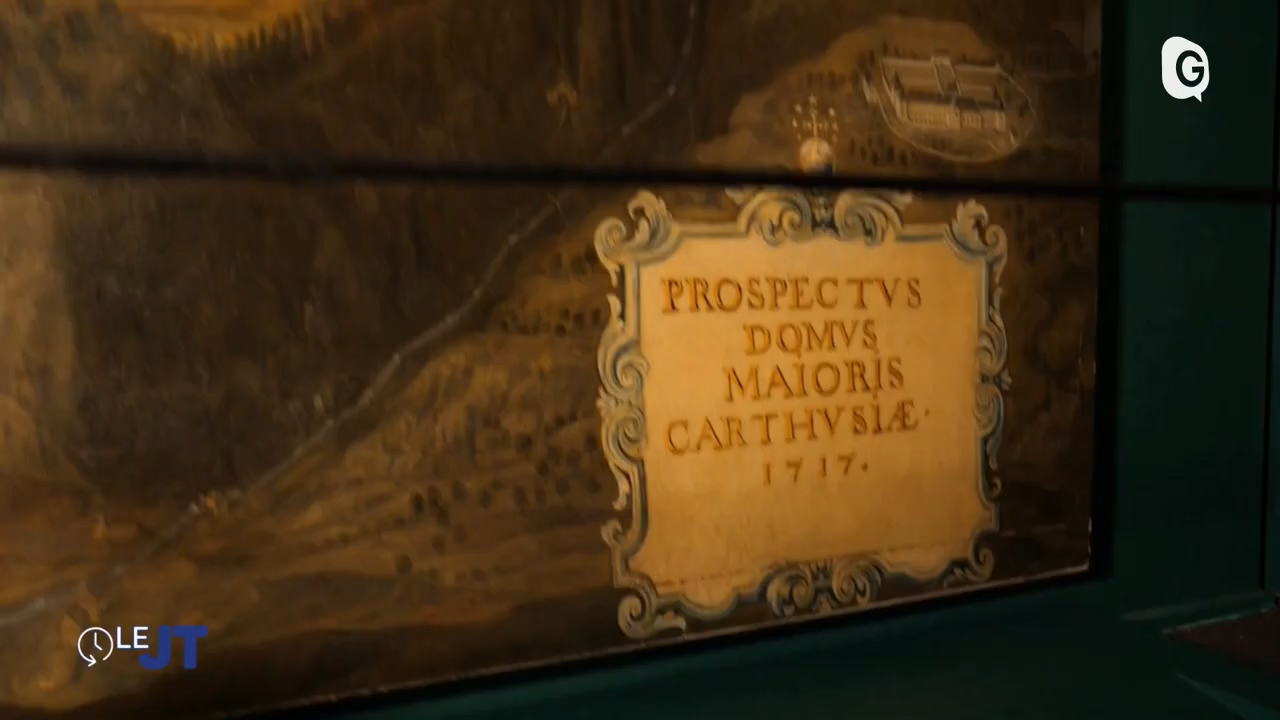 G
PROSPECTVS
DOMVS
MAIORIS
CARTHVSIÆ·
1717.
LE JT